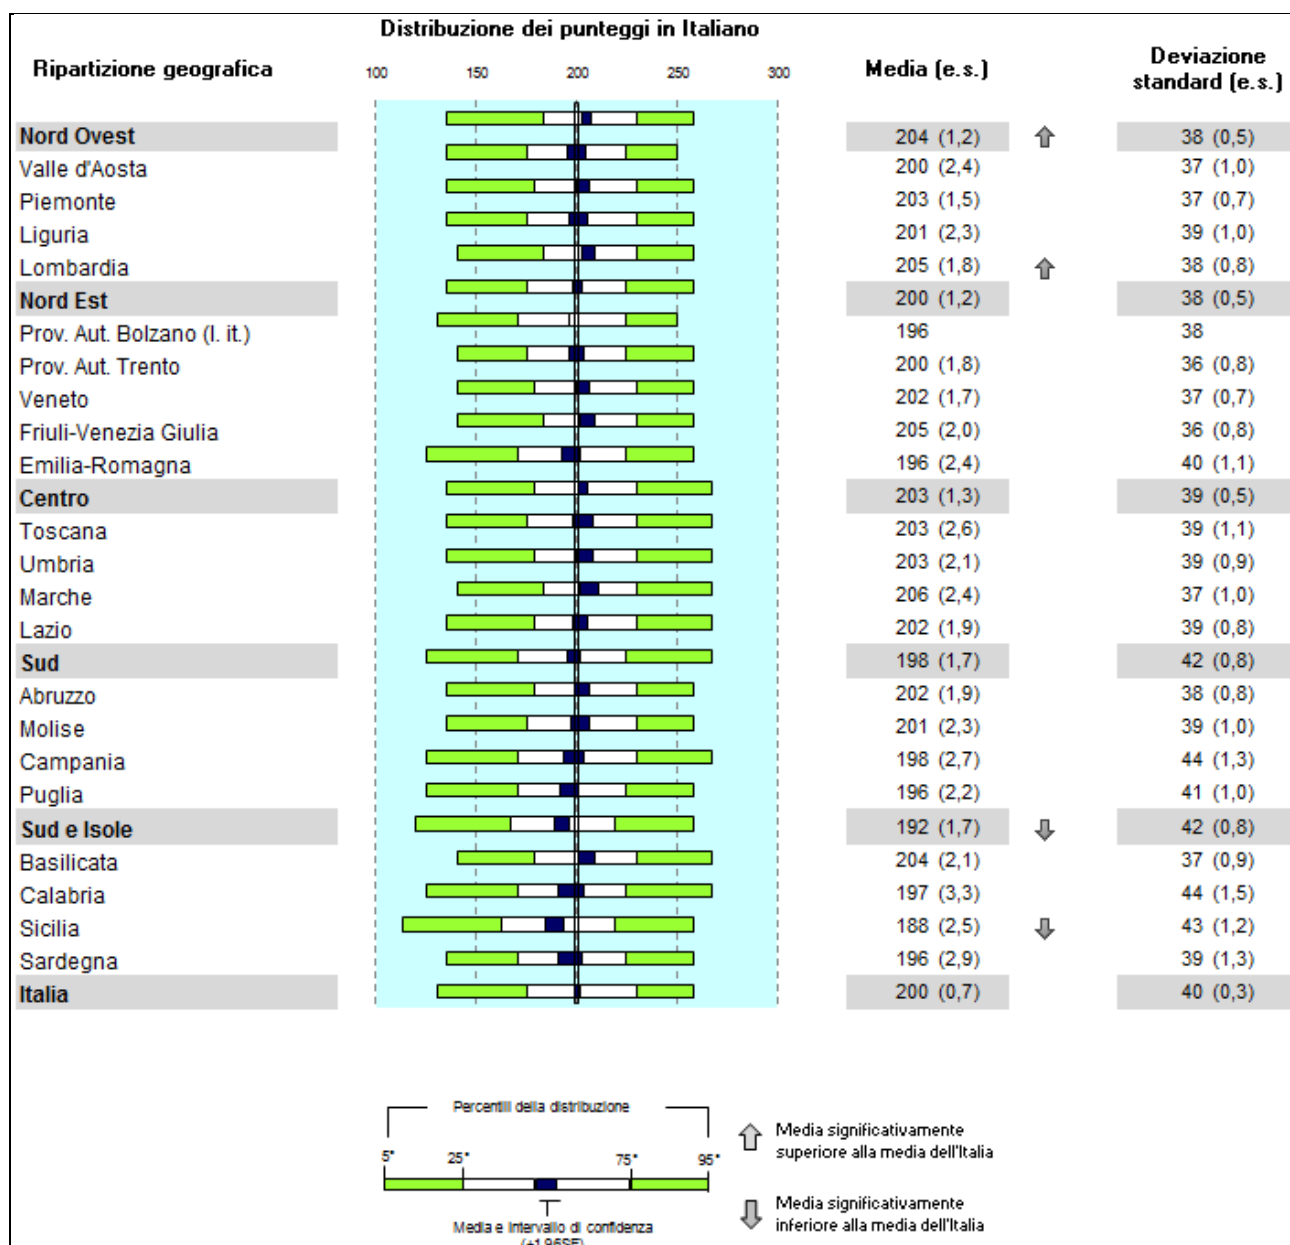 Distribuzione dei punteggi in Italiano
Ripartizione geografica 100 150 200 250 300 Media (e.s.) Deviazione standard (e.s.)
Nord Ovest 204 (1,2) 38 (0,5)
Valle d'Aosta 200 (2,4) 37 (1,0)
Piemonte 203 (1,5) 37 (0,7)
Liguria 201 (2,3) 39 (1,0)
Lombardia 205 (1,8) 38 (0,8)
Nord Est 200 (1,2) 38 (0,5)
Prov. Aut. Bolzano (l. it.) 196 38
Prov. Aut. Trento 200 (1,8) 36 (0,8)
Veneto 202 (1,7) 37 (0,7)
Friuli-Venezia Giulia 205 (2,0) 36 (0,8)
Emilia-Romagna 196 (2,4) 40 (1,1)
Centro 203 (1,3) 39 (0,5)
Toscana 203 (2,6) 39 (1,1)
Umbria 203 (2,1) 39 (0,9)
Marche 206 (2,4) 37 (1,0)
Lazio 202 (1,9) 39 (0,8)
Sud 198 (1,7) 42 (0,8)
Abruzzo 202 (1,9) 38 (0,8)
Molise 201 (2,3) 39 (1,0)
Campania 198 (2,7) 44 (1,3)
Puglia 196 (2,2) 41 (1,0)
Sud e Isole 192 (1,7) 42 (0,8)
Basilicata 204 (2,1) 37 (0,9)
Calabria 197 (3,3) 44 (1,5)
Sicilia 188 (2,5) 43 (1,2)
Sardegna 196 (2,9) 39 (1,3)
Italia 200 (0,7) 40 (0,3)
Percentili della distribuzione
5° 25° 75° 95°
Media e Intervallo di confidenza
(±1,96SE)
Media significativamente
superiore alla media dell'Italia
Media significativamente
inferiore alla media dell'Italia